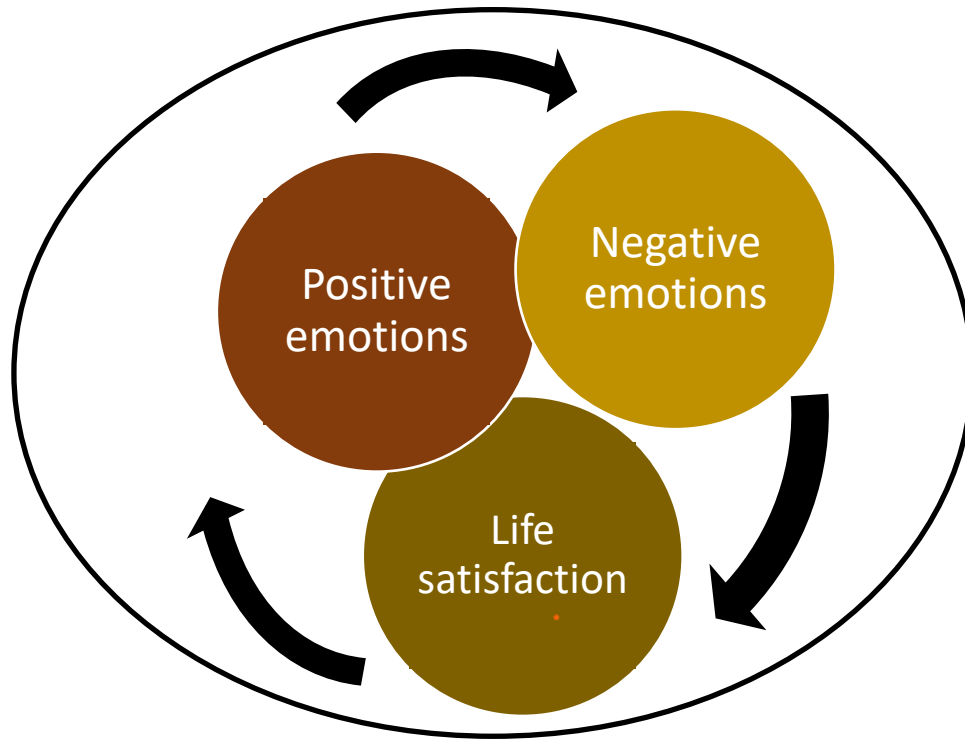 Positive
emotions
Negative
emotions
Life
satisfaction